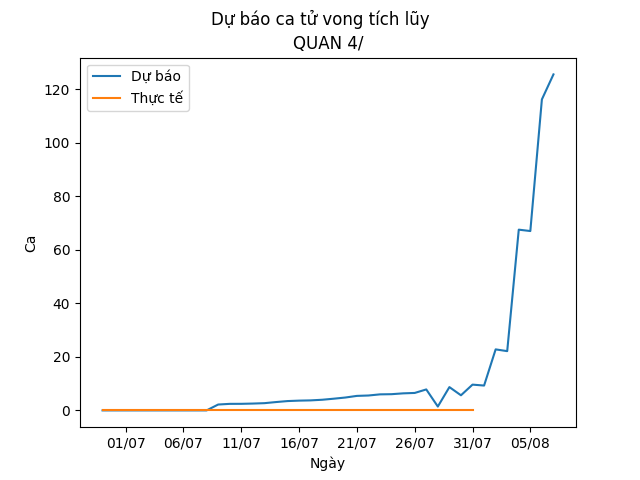 Dự báo ca tử vong tích lũy
QUAN 4/
Dự báo
Thực tế
120
100
80
60
40
20
0
Ca
01/07 06/07 11/07 16/07 21/07 26/07 31/07 05/08
Ngày